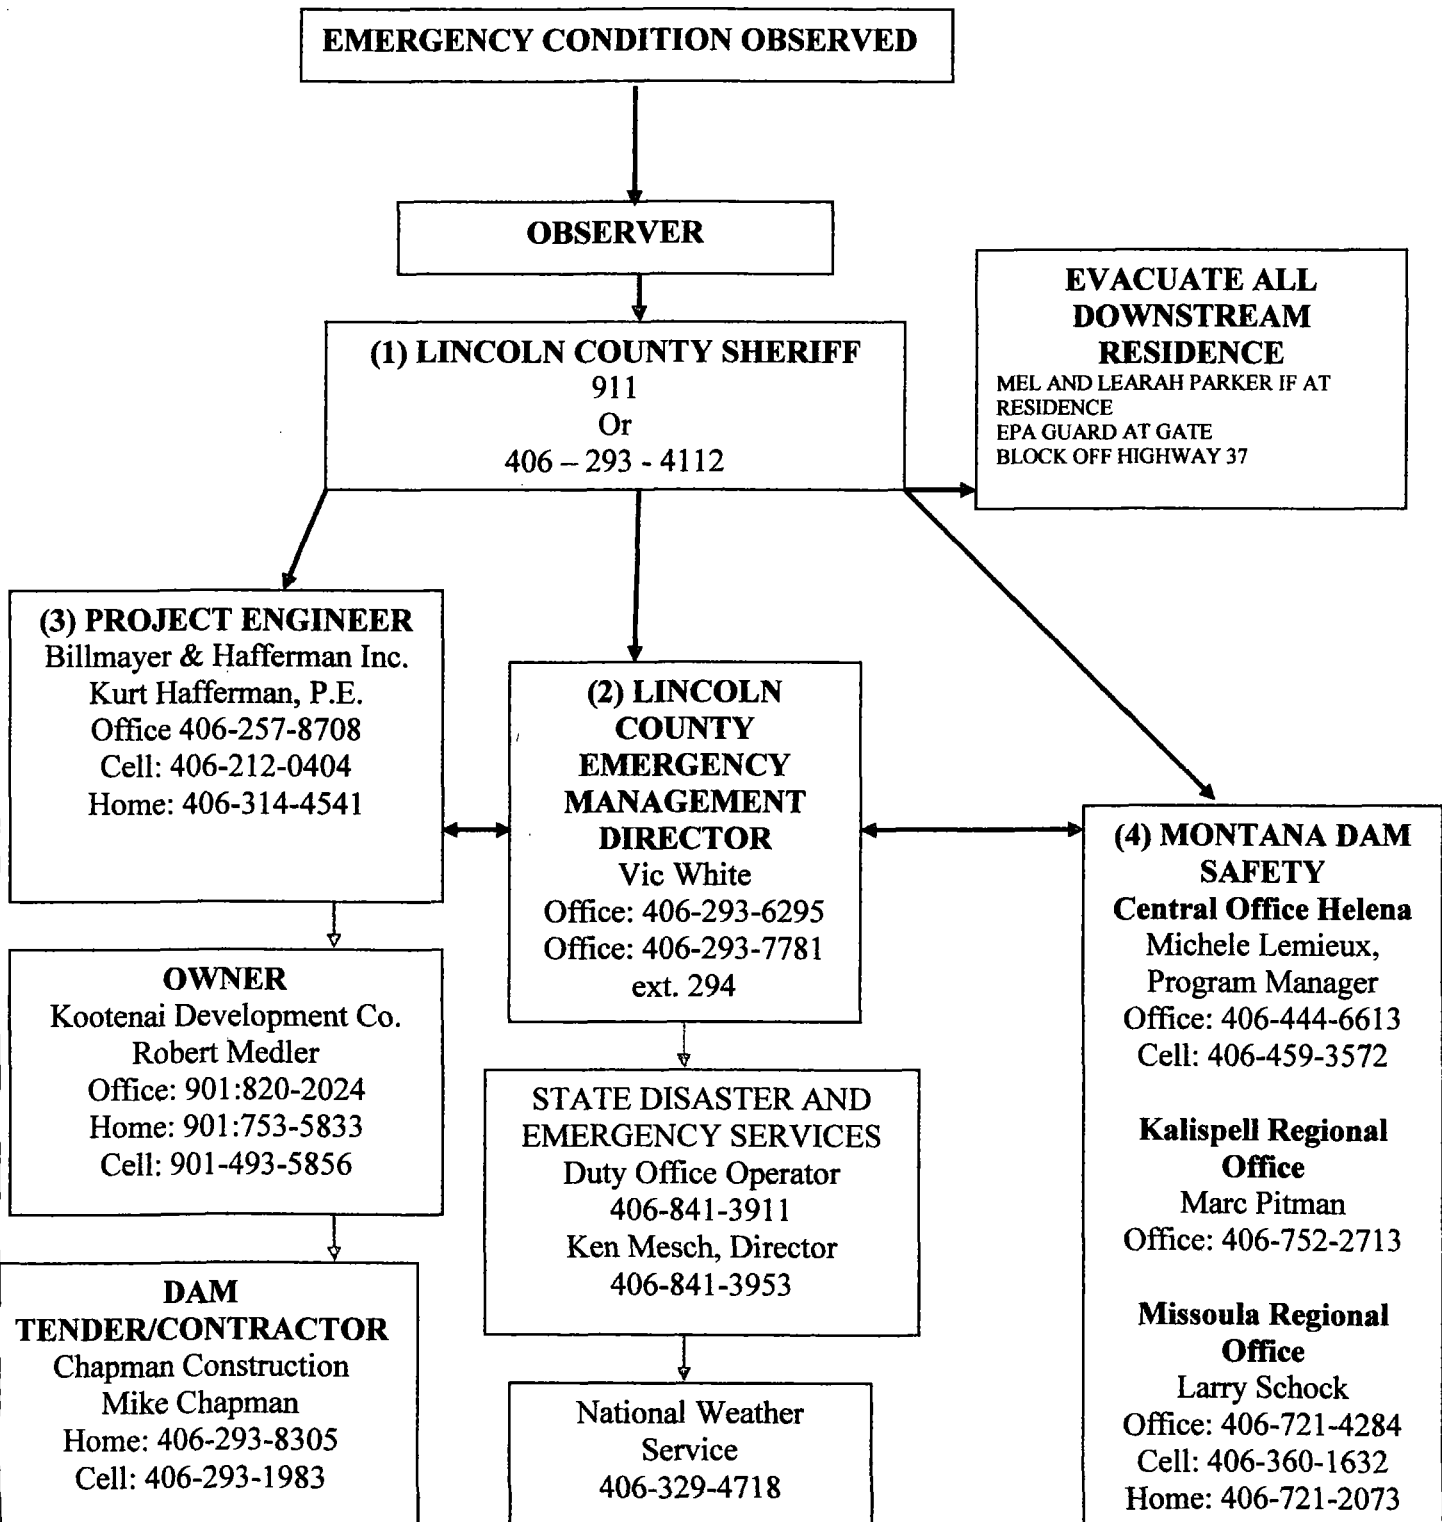 EMERGENCY CONDITION OBSERVED
OBSERVER
EVACUATE ALL
DOWNSTREAM
RESIDENCE
MEL AND LEARAH PARKER IF AT
RESIDENCE
EPA GUARD AT GATE
BLOCK OFF HIGHWAY 37
(1) LINCOLN COUNTY SHERIFF
911
Or
406 – 293 - 4112
(3) PROJECT ENGINEER
Billmayer & Hafferman Inc.
Kurt Hafferman, P.E.
Office 406-257-8708
Cell: 406-212-0404
Home: 406-314-4541
(2) LINCOLN
COUNTY
EMERGENCY
MANAGEMENT
DIRECTOR
Vic White
Office: 406-293-6295
Office: 406-293-7781
ext. 294
(4) MONTANA DAM
SAFETY
Central Office Helena
Michele Lemieux,
Program Manager
Office: 406-444-6613
Cell: 406-459-3572
Kalispell Regional
Office
Marc Pitman
Office: 406-752-2713
Missoula Regional
Office
Larry Schock
Office: 406-721-4284
Cell: 406-360-1632
Home: 406-721-2073
OWNER
Kootenai Development Co.
Robert Medler
Office: 901:820-2024
Home: 901:753-5833
Cell: 901-493-5856
STATE DISASTER AND
EMERGENCY SERVICES
Duty Office Operator
406-841-3911
Ken Mesch, Director
406-841-3953
DAM
TENDER/CONTRACTOR
Chapman Construction
Mike Chapman
Home: 406-293-8305
Cell: 406-293-1983
National Weather
Service
406-329-4718